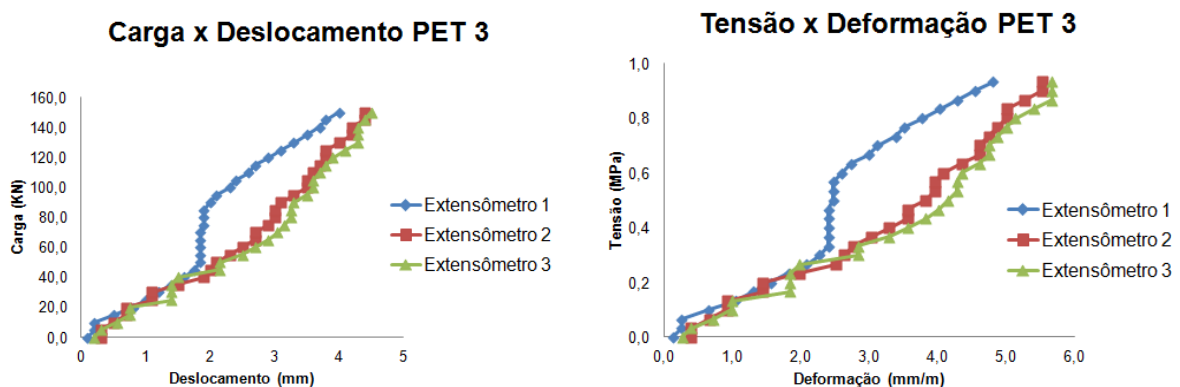 Carga x Deslocamento PET 3
Carga (KN)
160,0
140,0
120,0
100,0
80,0
60,0
40,0
20,0
0,0
0
1
2
3
4
5
Deslocamento (mm)
Extensômetro 1
Extensômetro 2
Extensômetro 3
Tensão x Deformação PET 3
Tensão (MPa)
1,0
0,8
0,6
0,4
0,2
0,0
0,0
1,0
2,0
3,0
4,0
5,0
6,0
Deformação (mm/m)
Extensômetro 1
Extensômetro 2
Extensômetro 3